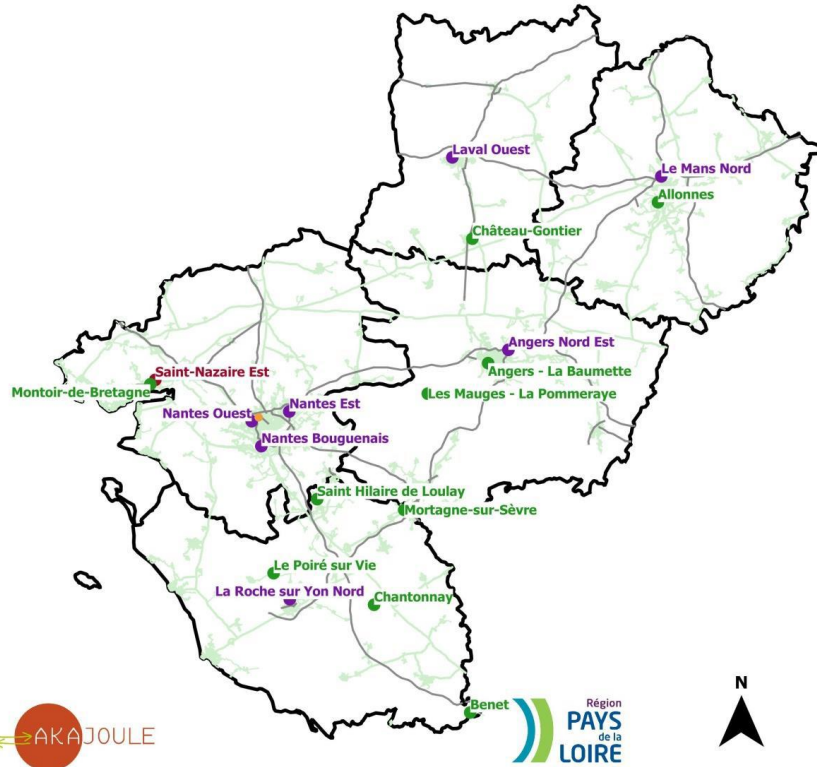 Laval Ouest
Le Mans Nord
Allonnes
Château-Gontier
Angers Nord Est
Angers - La Baumette
Saint-Nazaire Est
Montoir-de-Bretagne
Les Mauges - La Pommeraye
Nantes Est
Nantes Ouest
Nantes Bouguenais
Saint Hilaire de Loulay
Mortagne-sur-Sèvre
Le Poiré sur Vie
La Roche sur Yon Nord
Chantonnay
Benet
AKAJOULE
Région
PAYS
de la
LOIRE
N